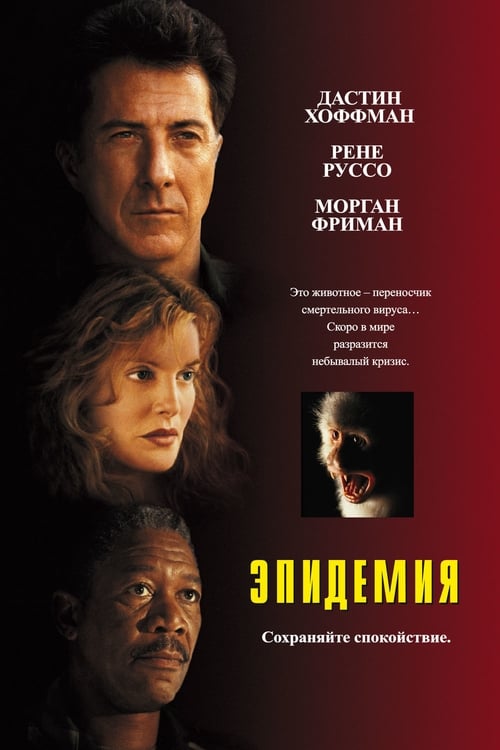 ДАСТИН
ХОФФМАН
РЕНЕ
РУССО
МОРГАН
ФРИМАН
Это животное – переносчик
смертельного вируса...
Скоро в мире
разразится
небывалый кризис.
ЭПИДЕМИЯ
Сохраняйте спокойствие.